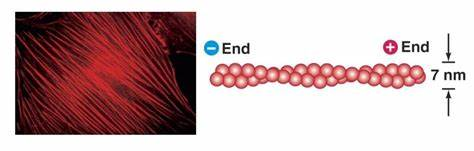 − End
+ End
7 nm